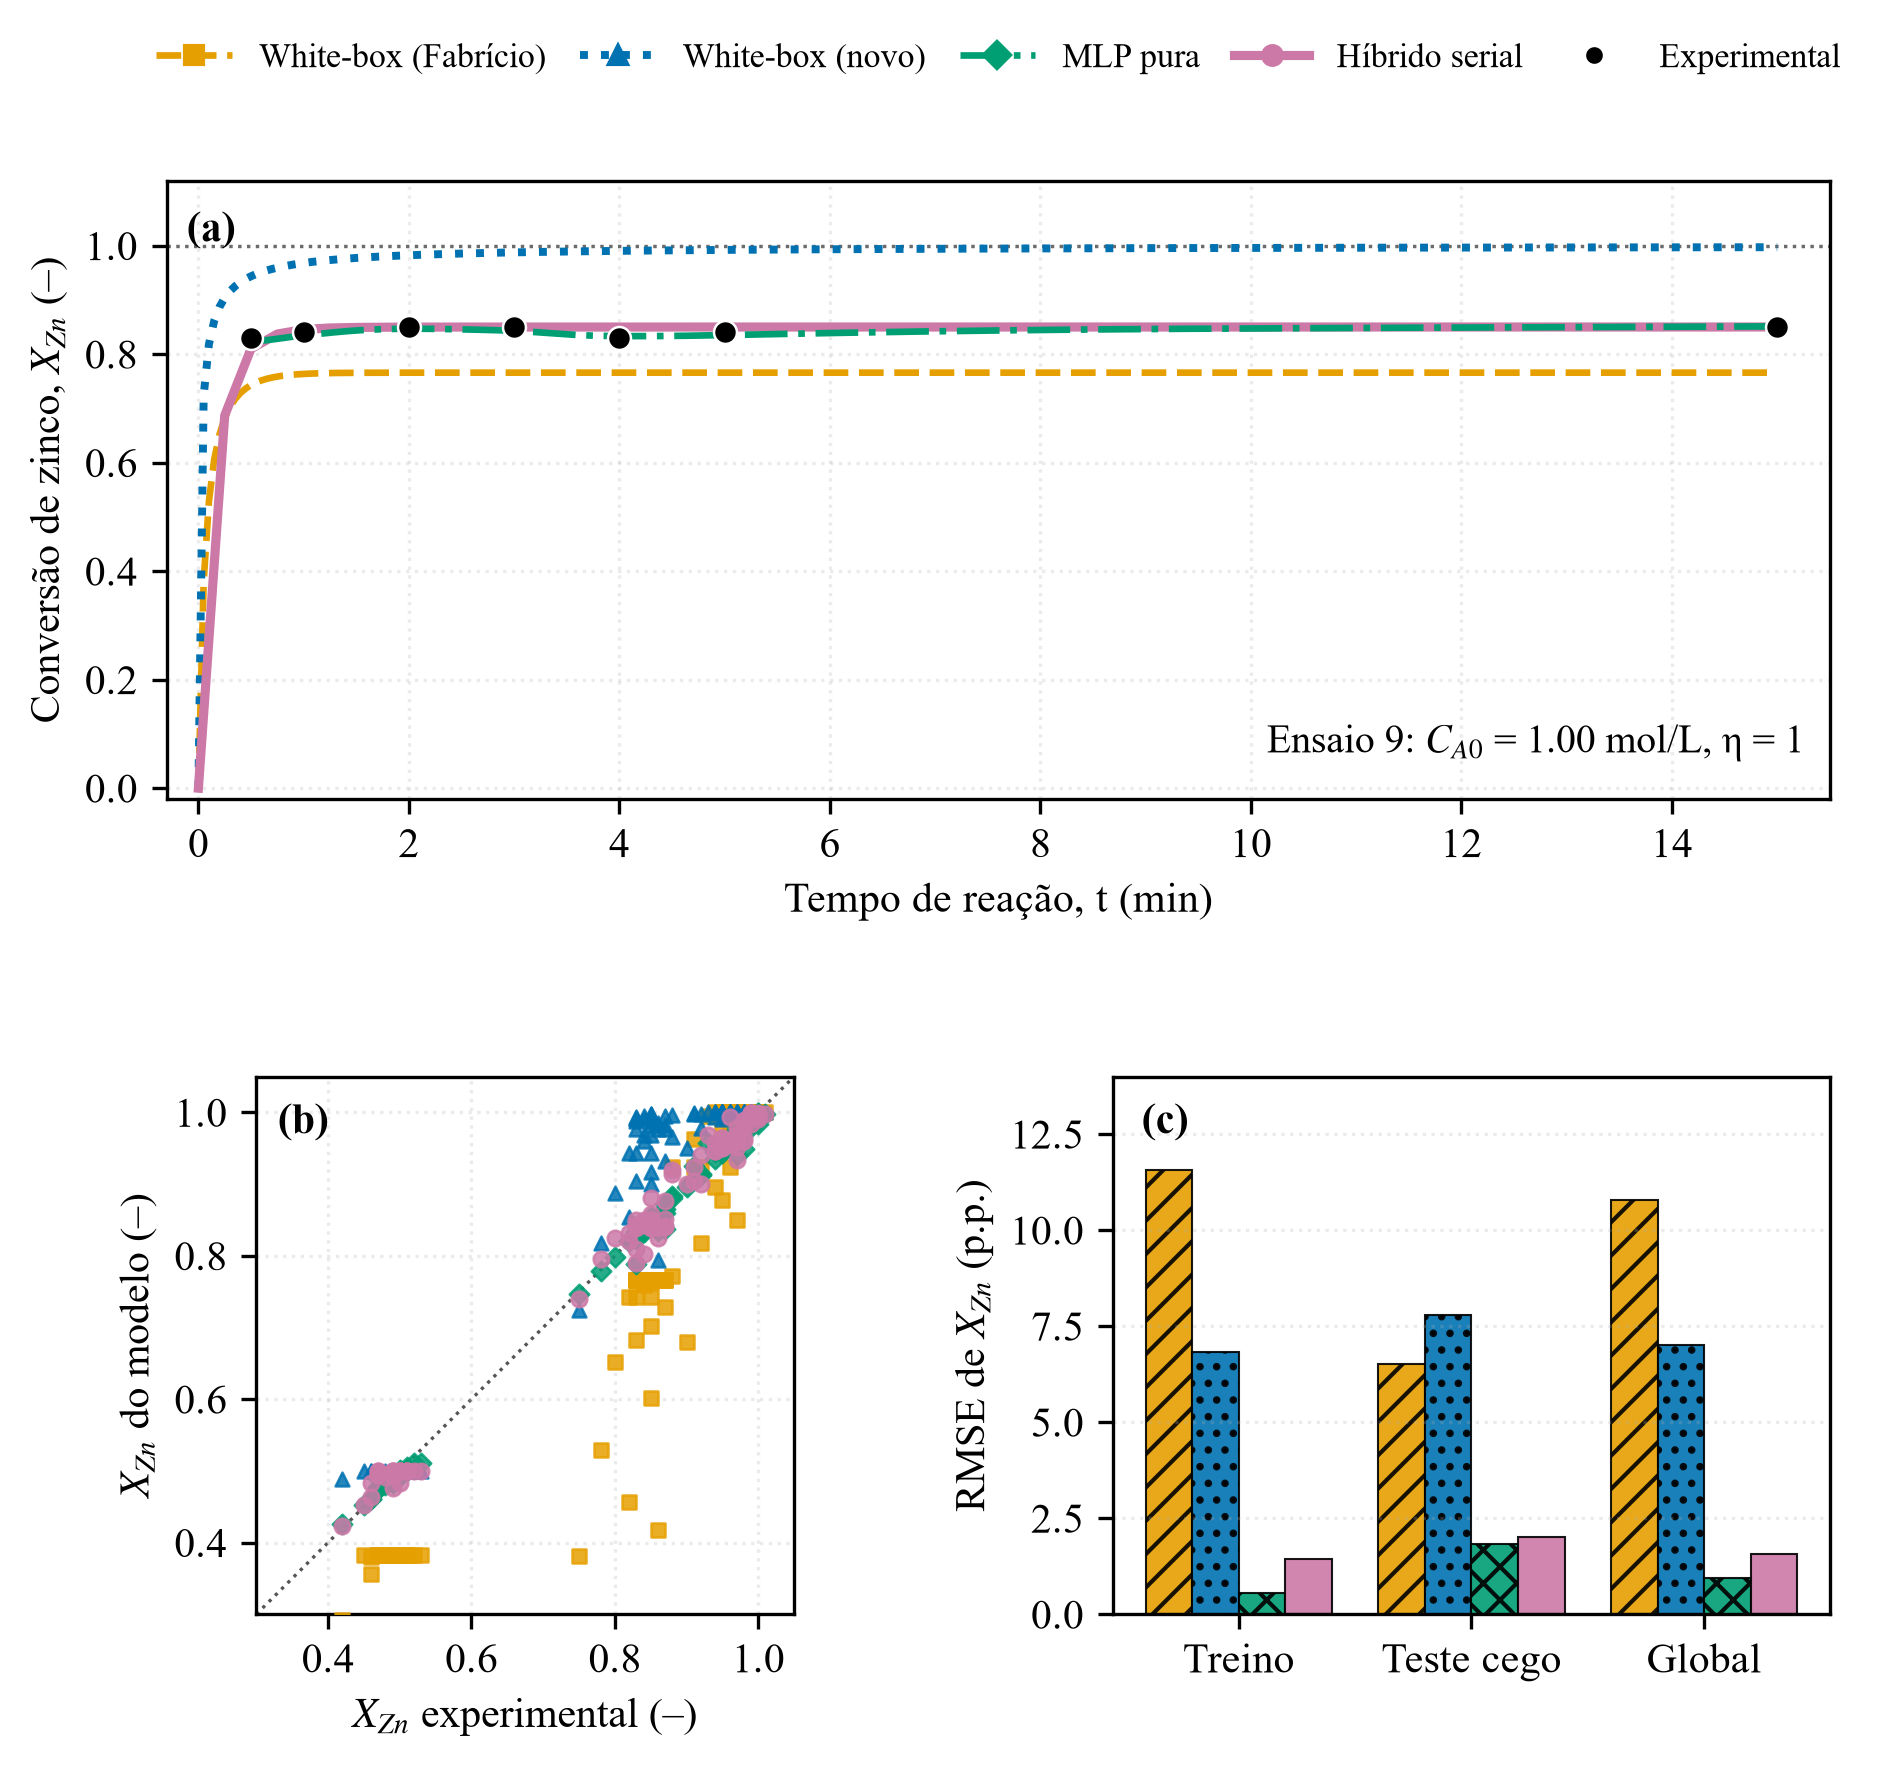 White-box (Fabrício) White-box (novo) MLP pura Híbrido serial Experimental
(a)
Conversão de zinco, X_Zn (–)
1.0
0.8
0.6
0.4
0.2
0.0
Ensaio 9: C_A0 = 1.00 mol/L, η = 1
0 2 4 6 8 10 12 14
Tempo de reação, t (min)
(b)
X_Zn do modelo (–)
1.0
0.8
0.6
0.4
0.4 0.6 0.8 1.0
X_Zn experimental (–)
(c)
RMSE de X_Zn (p.p.)
12.5
10.0
7.5
5.0
2.5
0.0
Treino Teste cego Global